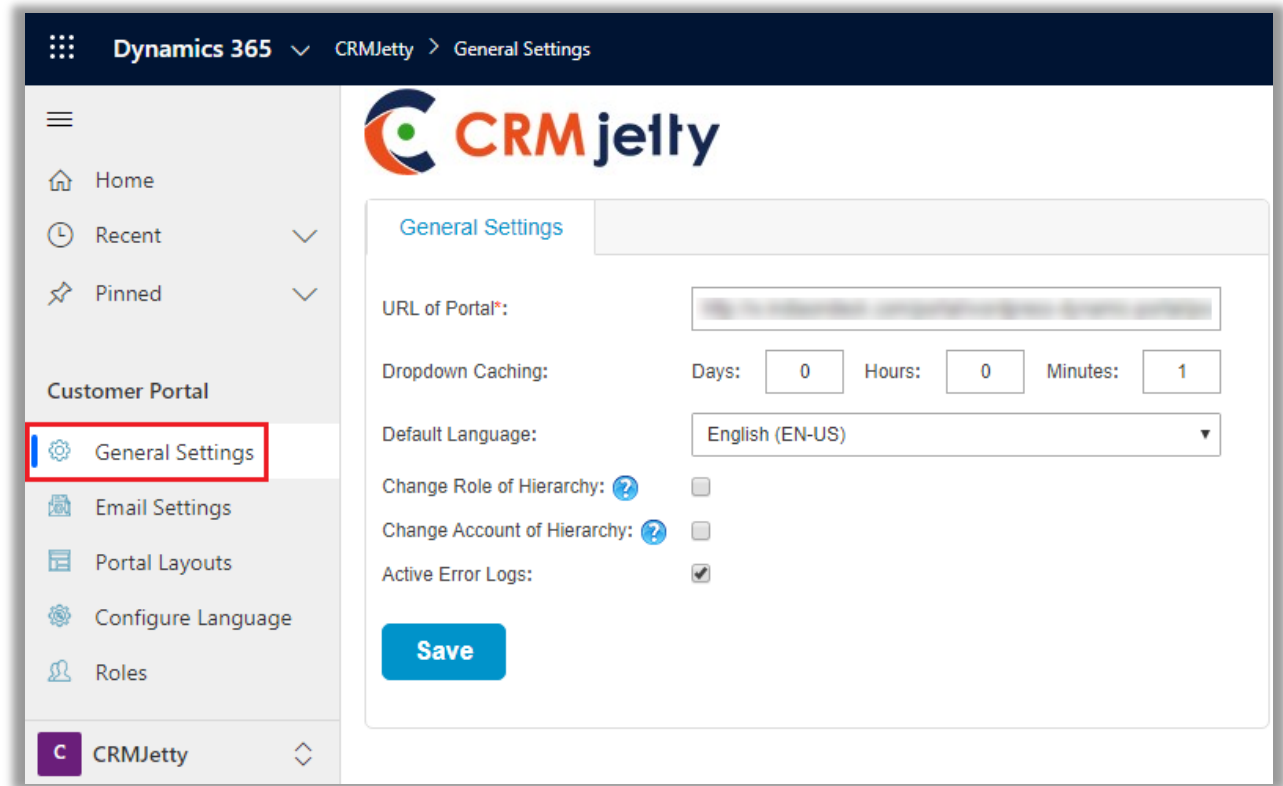 Dynamics 365 CRMJetty > General Settings
CRM jetty
Home
Recent
Pinned
Customer Portal
General Settings
Email Settings
Portal Layouts
Configure Language
Roles
C CRMJetty
General Settings
URL of Portal*:
Dropdown Caching: Days: 0 Hours: 0 Minutes: 1
Default Language: English (EN-US)
Change Role of Hierarchy: ?
Change Account of Hierarchy: ?
Active Error Logs:
Save